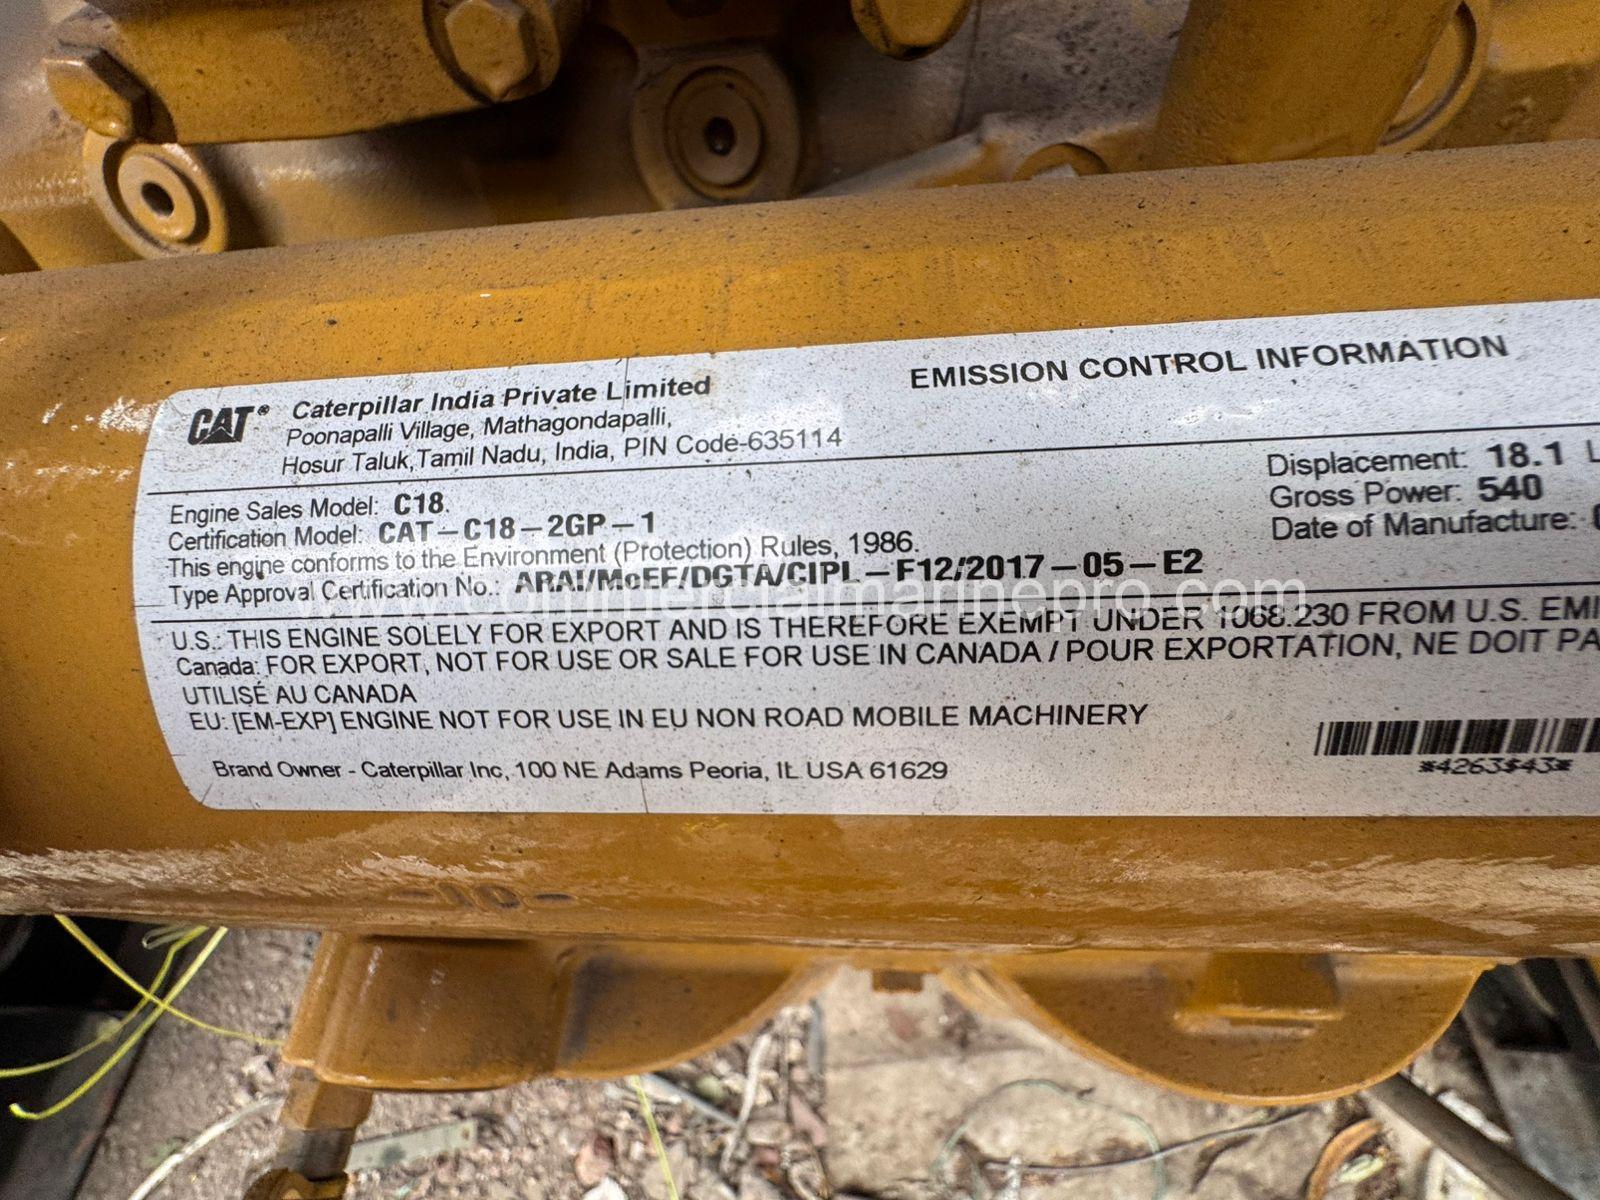 CAT® Caterpillar India Private Limited
Poonapalli Village, Mathagondapalli,
Hosur Taluk, Tamil Nadu, India, PIN Code-635114
EMISSION CONTROL INFORMATION
Engine Sales Model: C18.
Certification Model: CAT-C18-2GP-1
This engine conforms to the Environment (Protection) Rules, 1986.
Type Approval Certification No.: ARAI/McEF/DGTA/CIPL-F12/2017-05-E2
Displacement: 18.1 L
Gross Power: 540
Date of Manufacture:
www.commercialmarinepro.com
U.S.: THIS ENGINE SOLELY FOR EXPORT AND IS THEREFORE EXEMPT UNDER 1068.230 FROM U.S. EMI
Canada: FOR EXPORT, NOT FOR USE OR SALE FOR USE IN CANADA / POUR EXPORTATION, NE DOIT PA
UTILISÉ AU CANADA
EU: [EM-EXP] ENGINE NOT FOR USE IN EU NON ROAD MOBILE MACHINERY
*4263$43*
Brand Owner - Caterpillar Inc, 100 NE Adams Peoria, IL USA 61629
-10-